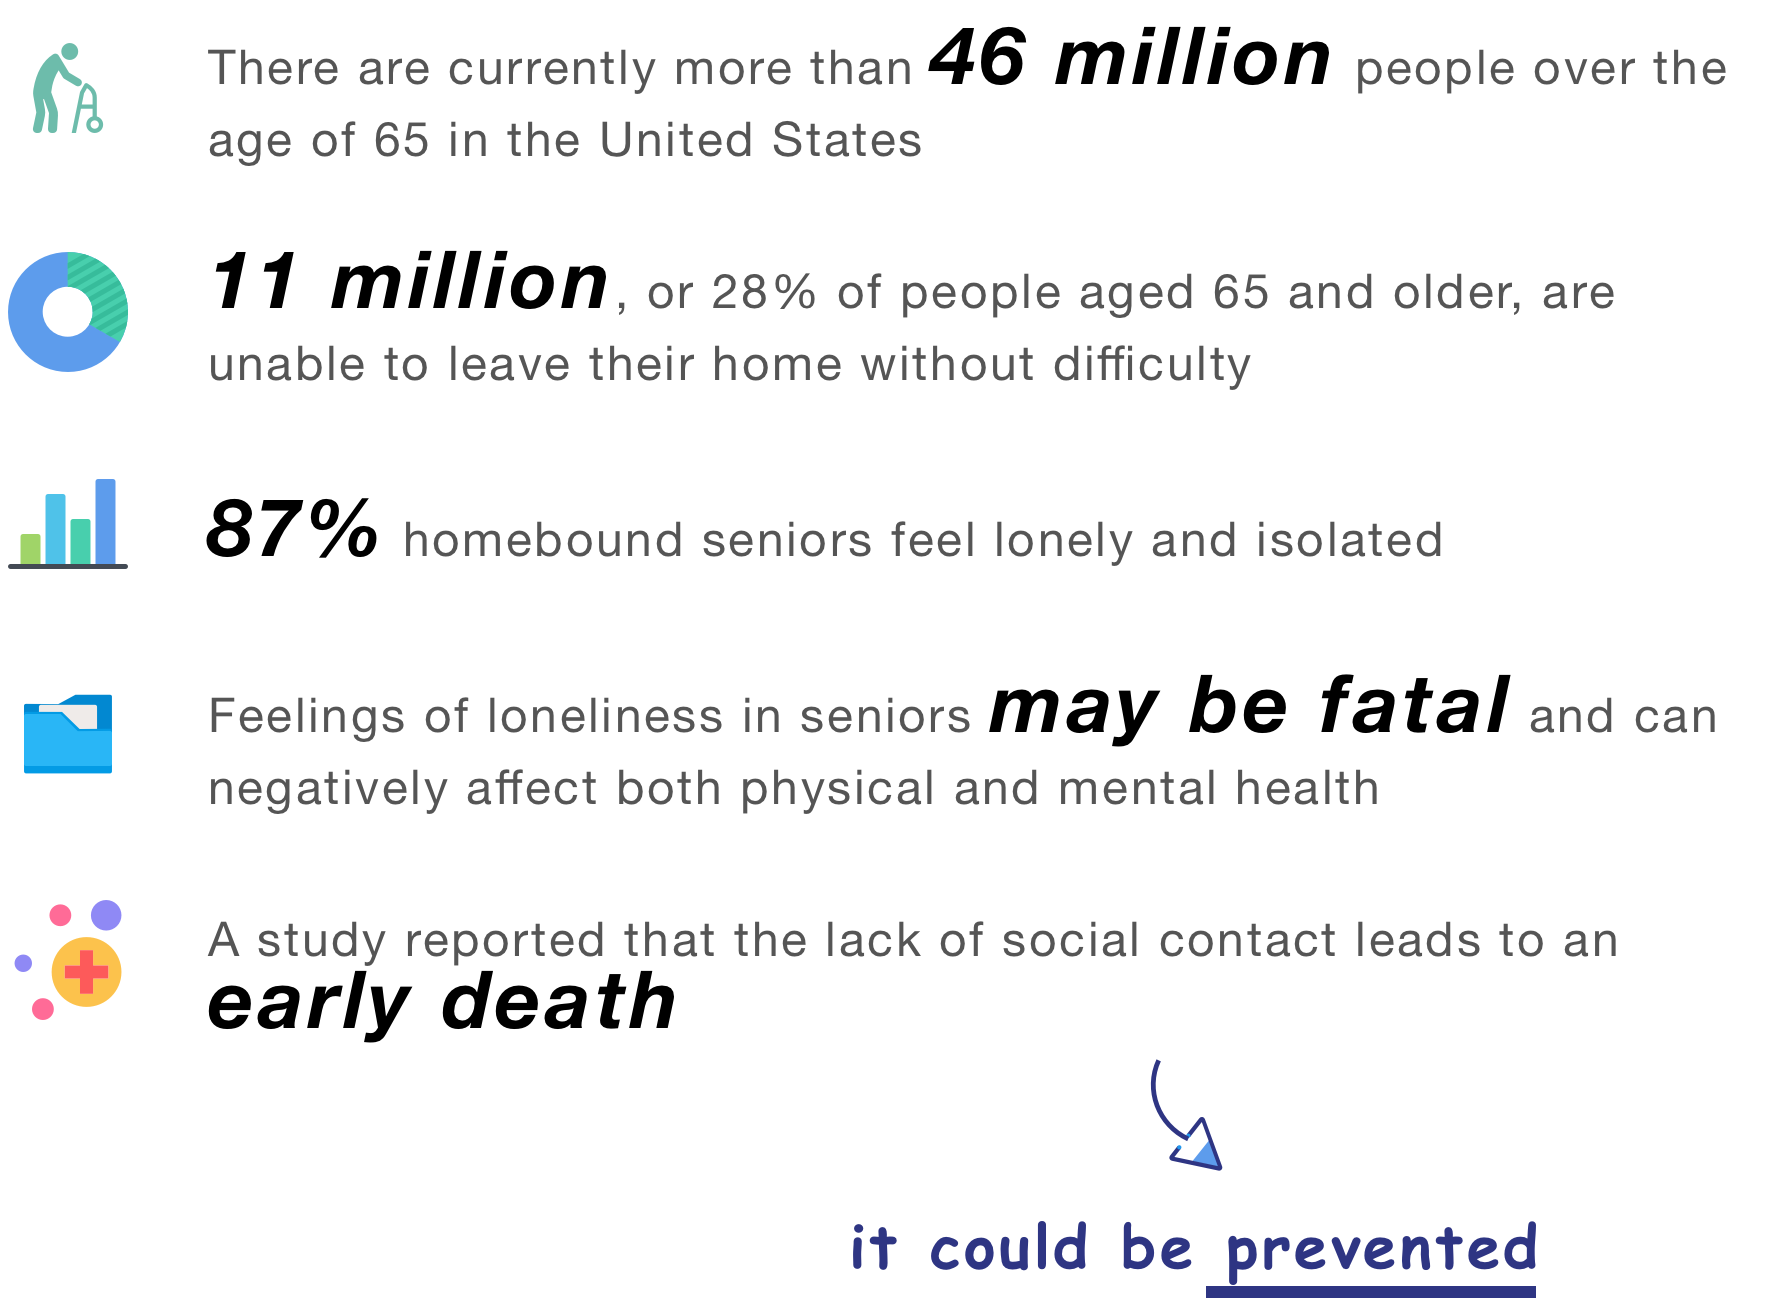 There are currently more than 46 million people over the
age of 65 in the United States
11 million, or 28% of people aged 65 and older, are
unable to leave their home without difficulty
87% homebound seniors feel lonely and isolated
Feelings of loneliness in seniors may be fatal and can
negatively affect both physical and mental health
A study reported that the lack of social contact leads to an
early death
it could be prevented